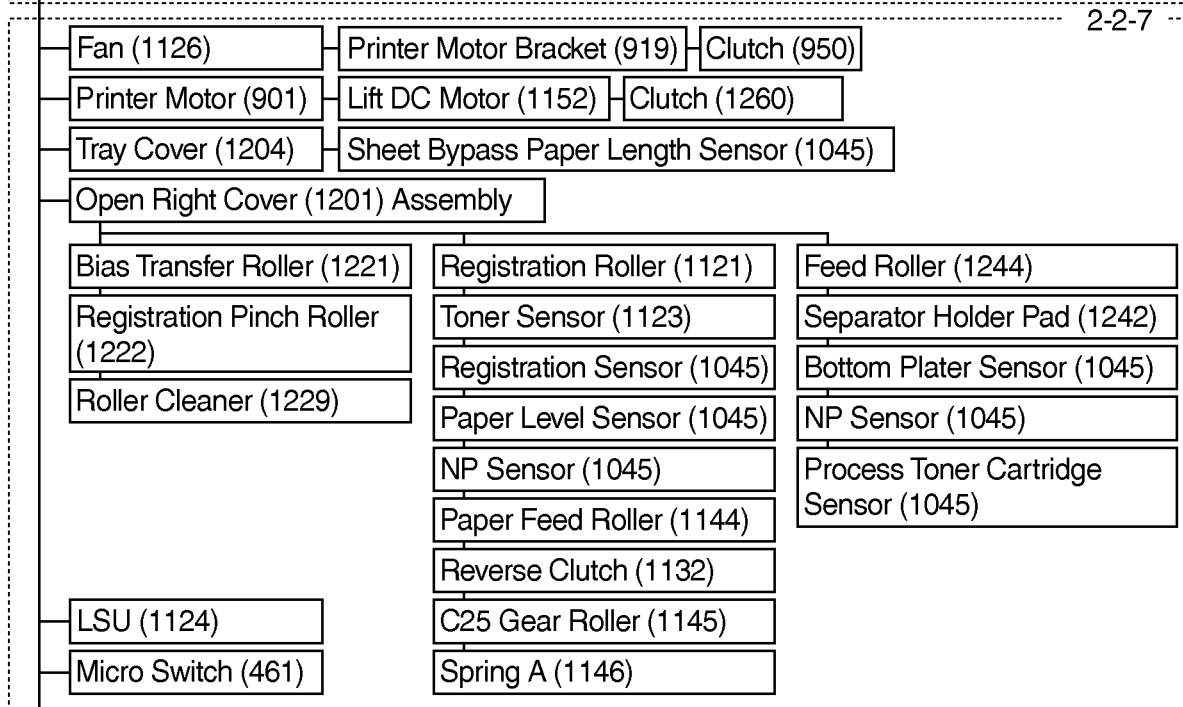 2-2-7
Fan (1126)
Printer Motor Bracket (919)
Clutch (950)
Printer Motor (901)
Lift DC Motor (1152)
Clutch (1260)
Tray Cover (1204)
Sheet Bypass Paper Length Sensor (1045)
Open Right Cover (1201) Assembly
Bias Transfer Roller (1221)
Registration Pinch Roller
(1222)
Roller Cleaner (1229)
Registration Roller (1121)
Toner Sensor (1123)
Registration Sensor (1045)
Paper Level Sensor (1045)
NP Sensor (1045)
Paper Feed Roller (1144)
Reverse Clutch (1132)
C25 Gear Roller (1145)
Spring A (1146)
Feed Roller (1244)
Separator Holder Pad (1242)
Bottom Plater Sensor (1045)
NP Sensor (1045)
Process Toner Cartridge
Sensor (1045)
LSU (1124)
Micro Switch (461)